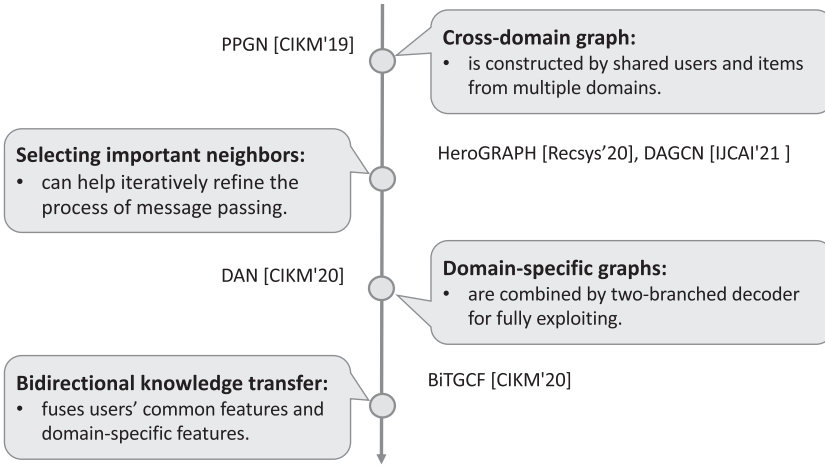 PPGN [CIKM'19]
Cross-domain graph:
• is constructed by shared users and items
from multiple domains.
Selecting important neighbors:
• can help iteratively refine the
process of message passing.
HeroGRAPH [Recsys’20], DAGCN [IJCAI'21 ]
DAN [CIKM'20]
Domain-specific graphs:
• are combined by two-branched decoder
for fully exploiting.
Bidirectional knowledge transfer:
• fuses users’ common features and
domain-specific features.
BiTGCF [CIKM'20]